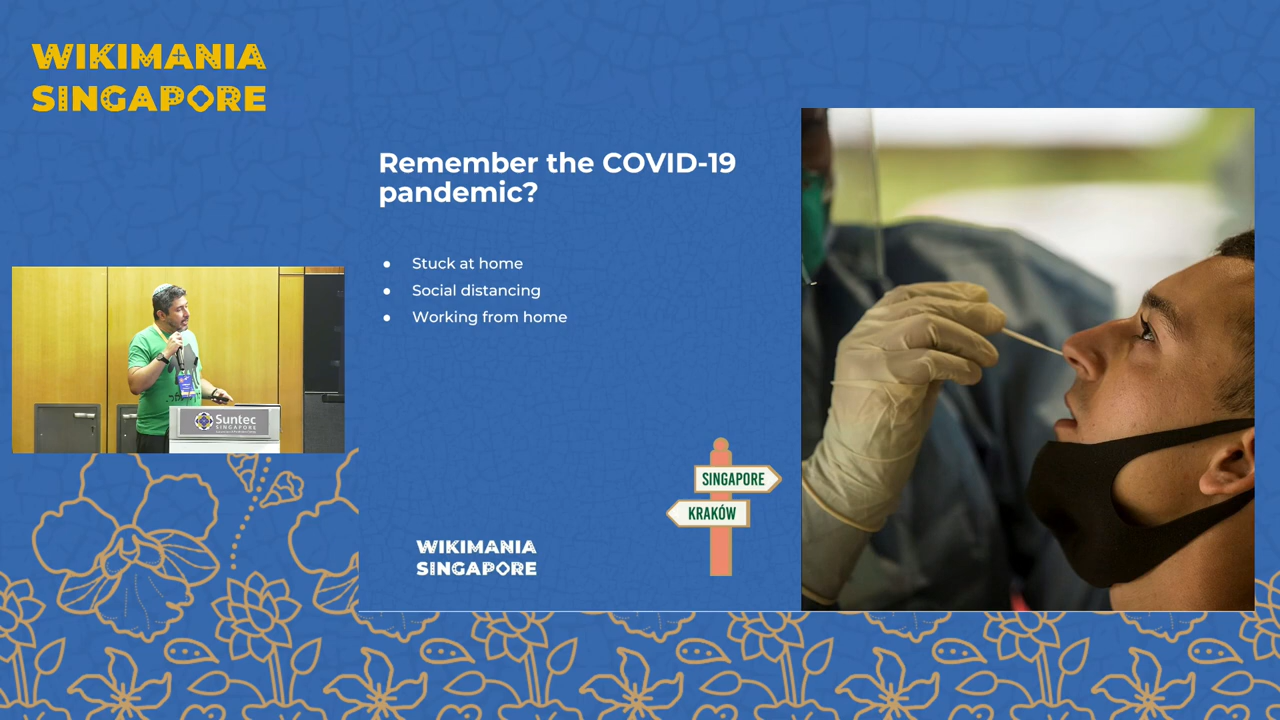 WIKIMANIA
SINGAPORE
Remember the COVID-19
pandemic?
● Stuck at home
● Social distancing
● Working from home
Suntec
SINGAPORE
SINGAPORE
KRAKÓW
WIKIMANIA
SINGAPORE